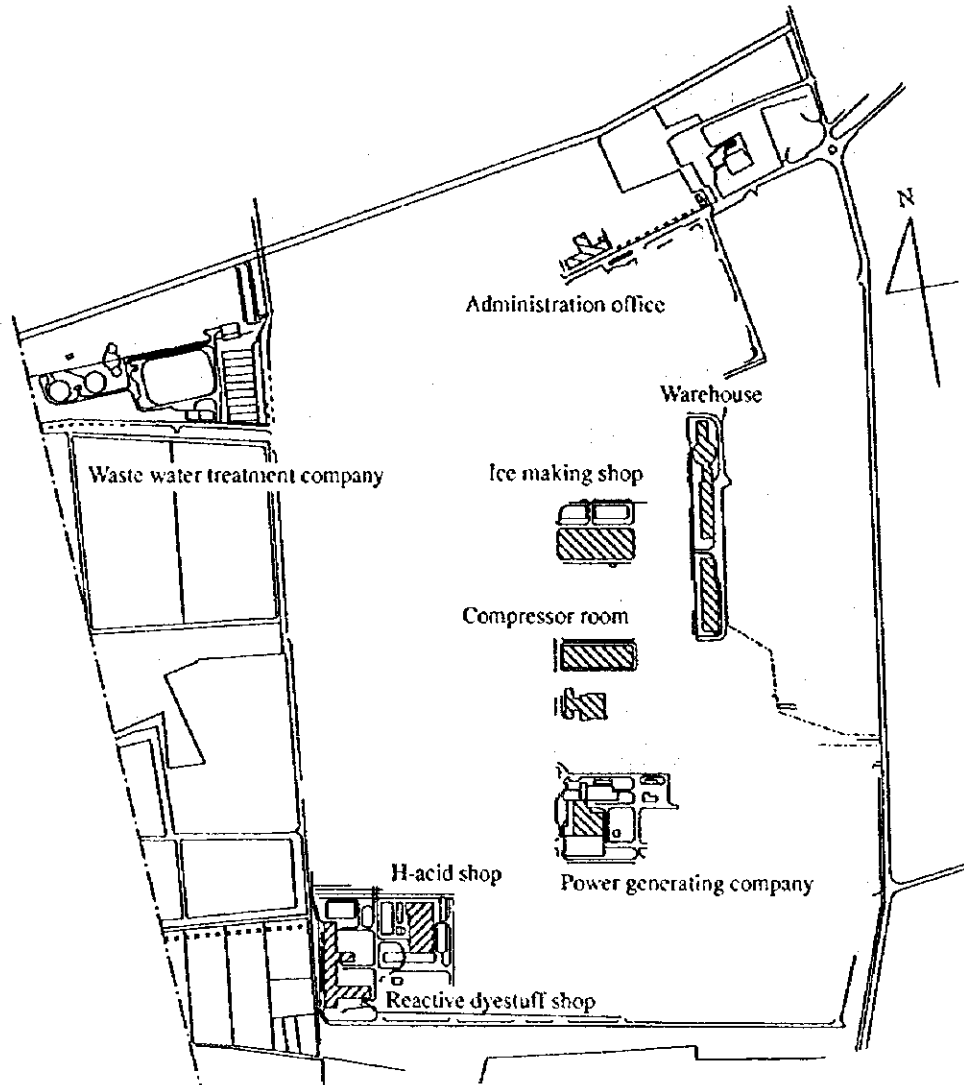 N
Administration office
Warehouse
Waste water treatment company
Ice making shop
Compressor room
H-acid shop
Power generating company
Reactive dyestuff shop